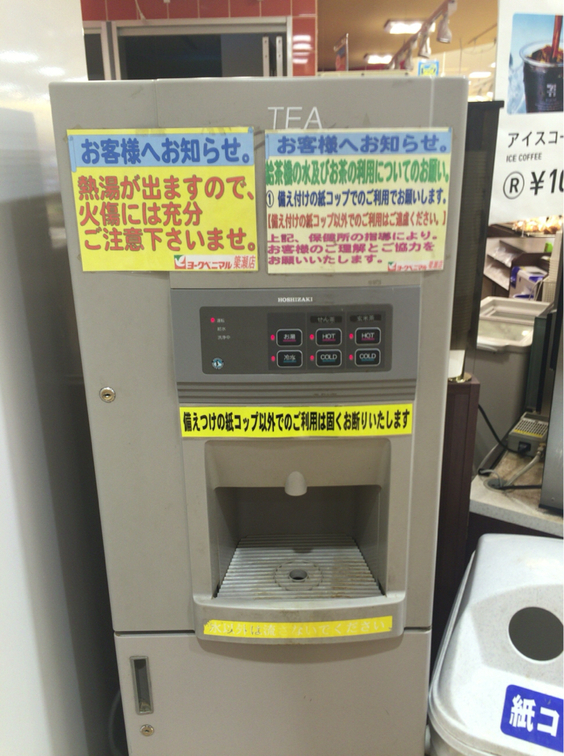 TEA
お客様へお知らせ。
熱湯が出ますので、
火傷には充分
ご注意下さいませ。
ヨークベニマル 簗瀬店
お客様へお知らせ。
給茶機の水及びお茶の利用についてのお願い。
① 備え付けの紙コップでのご利用でお願いします。
【備え付けの紙コップ以外でのご利用はご遠慮ください。】
上記、保健所の指導により。
お客様のご理解とご協力を
お願いいたします。
ヨークベニマル 簗瀬店
HOSHIZAKI
お湯 HOT HOT
冷水 COLD COLD
備えつけの紙コップ以外でのご利用は固くお断りいたします
アイスコー
ICE COFFEE
R ¥10
紙コ